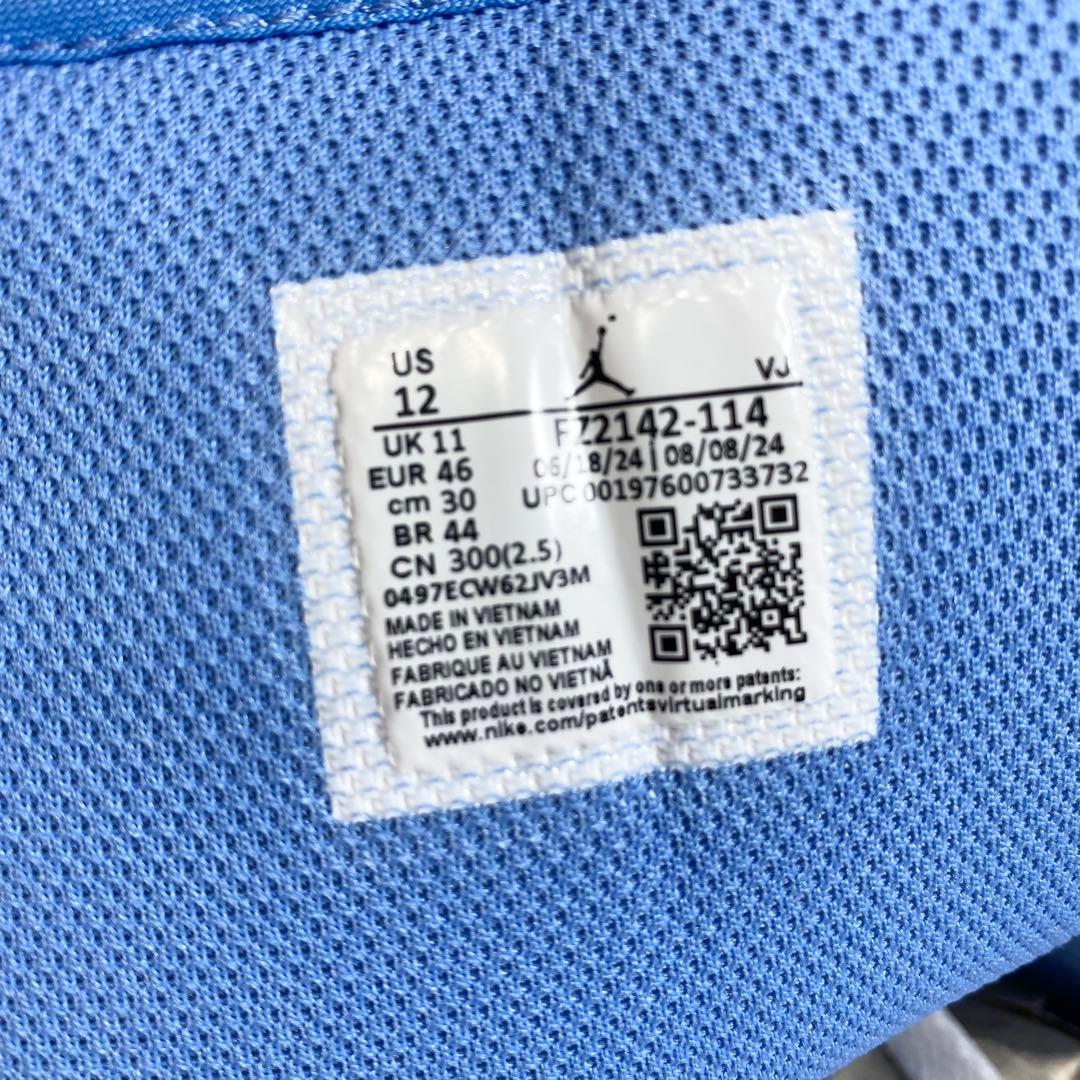 US
12
VJ
UK 11
EUR 46
cm 30
BR 44
CN 300(2.5)
FZ2142-114
06/18/24 | 08/08/24
UPC 00197600733732
0497ECW62JV3M
MADE IN VIETNAM
HECHO EN VIETNAM
FABRIQUE AU VIETNAM
FABRICADO NO VIETNÃ
This product is covered by one or more patents:
www.nike.com/patentsvirtualmarking